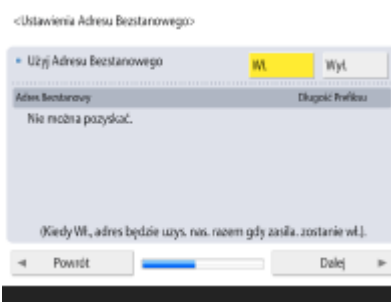 <Ustawienia Adresu Bezstanowego>
Użyj Adresu Bezstanowego
Wł.
Wył.
Adres Bezstanowy Długość Prefiksu
Nie można pozyskać.
(Kiedy Wł., adres będzie uzys. nas. razem gdy zasila. zostanie wł.).
Powrót
Dalej